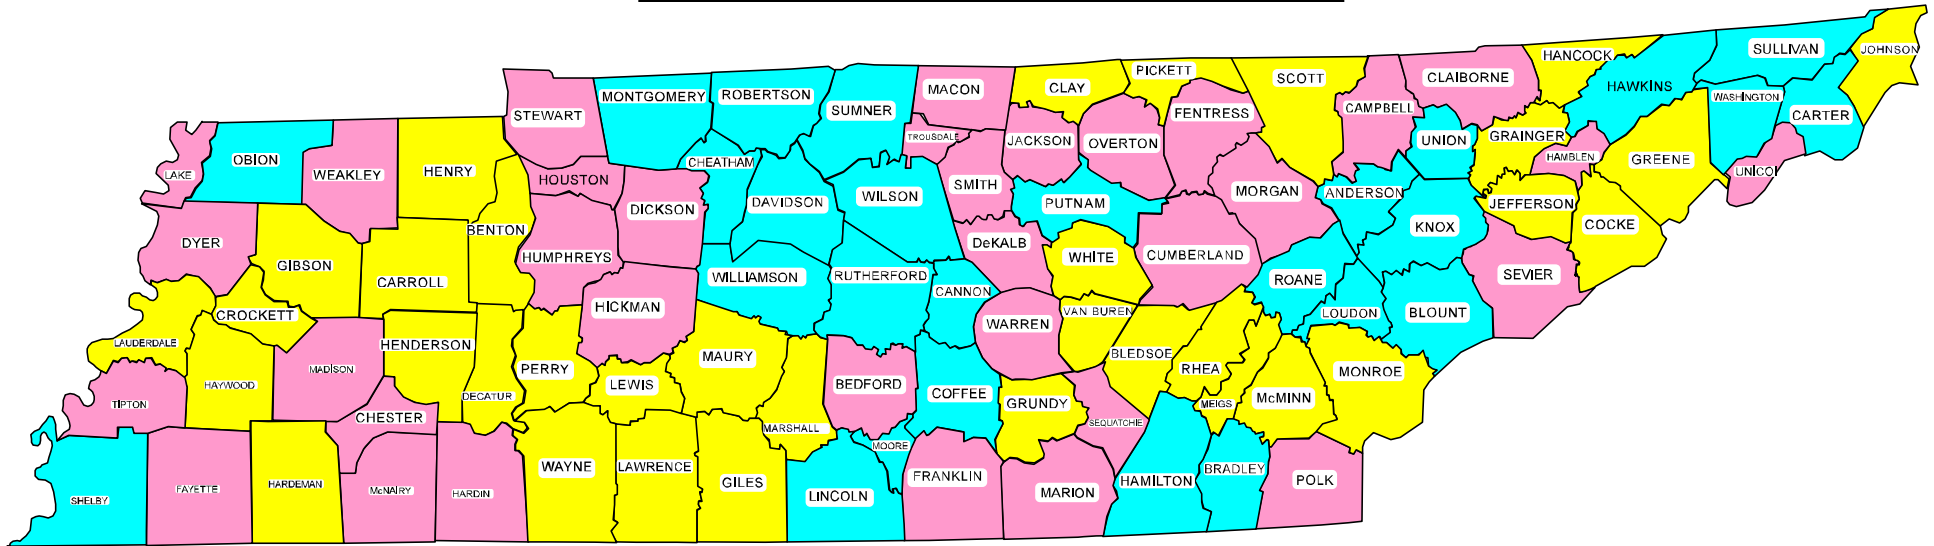 SULLIVAN
JOHNSON
HANCOCK
PICKETT
CLAIBORNE
SCOTT
HAWKINS
CLAY
MACON
MONTGOMERY
ROBERTSON
WASHINGTON
SUMNER
CAMPBELL
FENTRESS
STEWART
CARTER
TROUSDALE
GRAINGER
JACKSON
OVERTON
UNION
HAMBLEN
OBION
CHEATHAM
GREENE
HENRY
LAKE
WEAKLEY
HOUSTON
UNICOI
SMITH
MORGAN
ANDERSON
WILSON
DAVIDSON
PUTNAM
JEFFERSON
DICKSON
COCKE
KNOX
BENTON
DYER
DeKALB
CUMBERLAND
HUMPHREYS
WHITE
GIBSON
SEVIER
RUTHERFORD
WILLIAMSON
ROANE
CARROLL
CANNON
HICKMAN
VAN BUREN
BLOUNT
LOUDON
CROCKETT
WARREN
LAUDERDALE
HENDERSON
BLEDSOE
MAURY
MADISON
RHEA
PERRY
MONROE
BEDFORD
LEWIS
HAYWOOD
COFFEE
DECATUR
McMINN
GRUNDY
MEIGS
TIPTON
CHESTER
SEQUATCHIE
MARSHALL
MOORE
WAYNE
LAWRENCE
BRADLEY
FRANKLIN
POLK
HAMILTON
GILES
HARDEMAN
FAYETTE
McNAIRY
MARION
HARDIN
LINCOLN
SHELBY